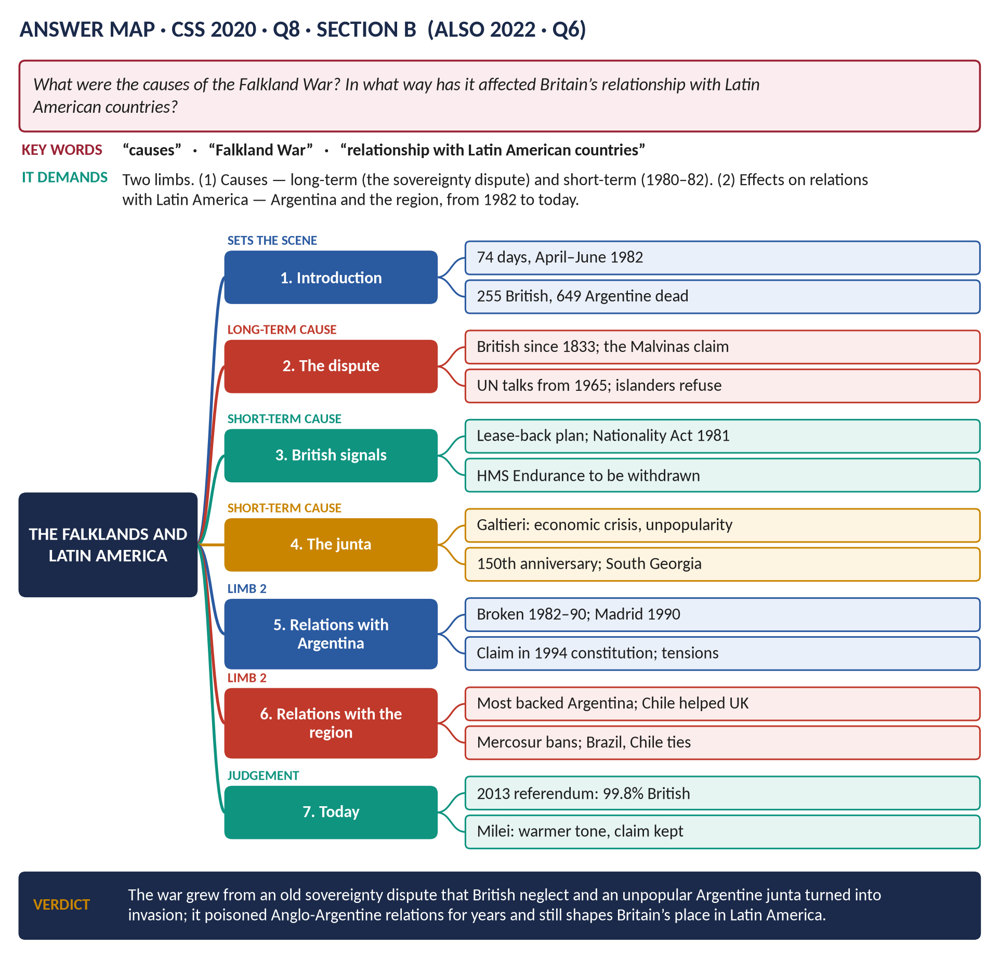 ANSWER MAP · CSS 2020 · Q8 · SECTION B (ALSO 2022 · Q6)
What were the causes of the Falkland War? In what way has it affected Britain’s relationship with Latin
American countries?
KEY WORDS “causes” · “Falkland War” · “relationship with Latin American countries”
IT DEMANDS Two limbs. (1) Causes — long-term (the sovereignty dispute) and short-term (1980–82). (2) Effects on relations
with Latin America — Argentina and the region, from 1982 to today.
THE FALKLANDS AND
LATIN AMERICA
SETS THE SCENE
1. Introduction
74 days, April–June 1982
255 British, 649 Argentine dead
LONG-TERM CAUSE
2. The dispute
British since 1833; the Malvinas claim
UN talks from 1965; islanders refuse
SHORT-TERM CAUSE
3. British signals
Lease-back plan; Nationality Act 1981
HMS Endurance to be withdrawn
SHORT-TERM CAUSE
4. The junta
Galtieri: economic crisis, unpopularity
150th anniversary; South Georgia
LIMB 2
5. Relations with
Argentina
Broken 1982–90; Madrid 1990
Claim in 1994 constitution; tensions
LIMB 2
6. Relations with the
region
Most backed Argentina; Chile helped UK
Mercosur bans; Brazil, Chile ties
JUDGEMENT
7. Today
2013 referendum: 99.8% British
Milei: warmer tone, claim kept
VERDICT
The war grew from an old sovereignty dispute that British neglect and an unpopular Argentine junta turned into
invasion; it poisoned Anglo-Argentine relations for years and still shapes Britain’s place in Latin America.